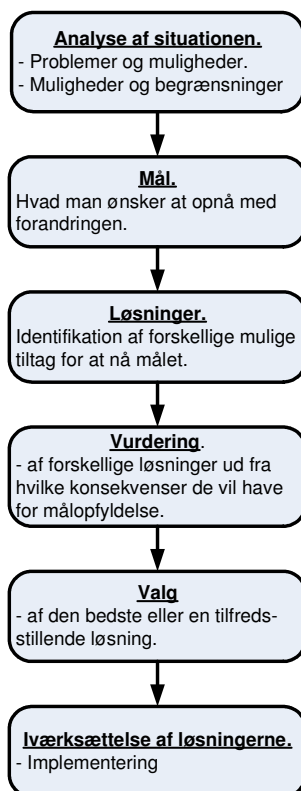 Analyse af situationen.
- Problemer og muligheder.
- Muligheder og begrænsninger
Mål.
Hvad man ønsker at opnå med
forandringen.
Løsninger.
Identifikation af forskellige mulige
tiltag for at nå målet.
Vurdering.
- af forskellige løsninger ud fra
hvilke konsekvenser de vil have
for målopfyldelse.
Valg
- af den bedste eller en tilfreds-
stillende løsning.
Iværksættelse af løsningerne.
- Implementering